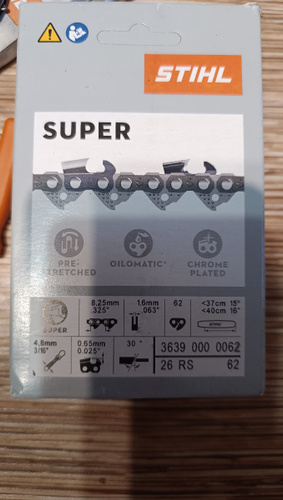 STIHL
SUPER
PRE-
STRETCHED
OILOMATIC®
CHROME
PLATED
SUPER
8.25mm
.325"
1.6mm
.063"
62
<37cm 15"
<40cm 16"
4.8mm
3/16"
0.65mm
0.025"
30°
3639 000 0062
26 RS 62